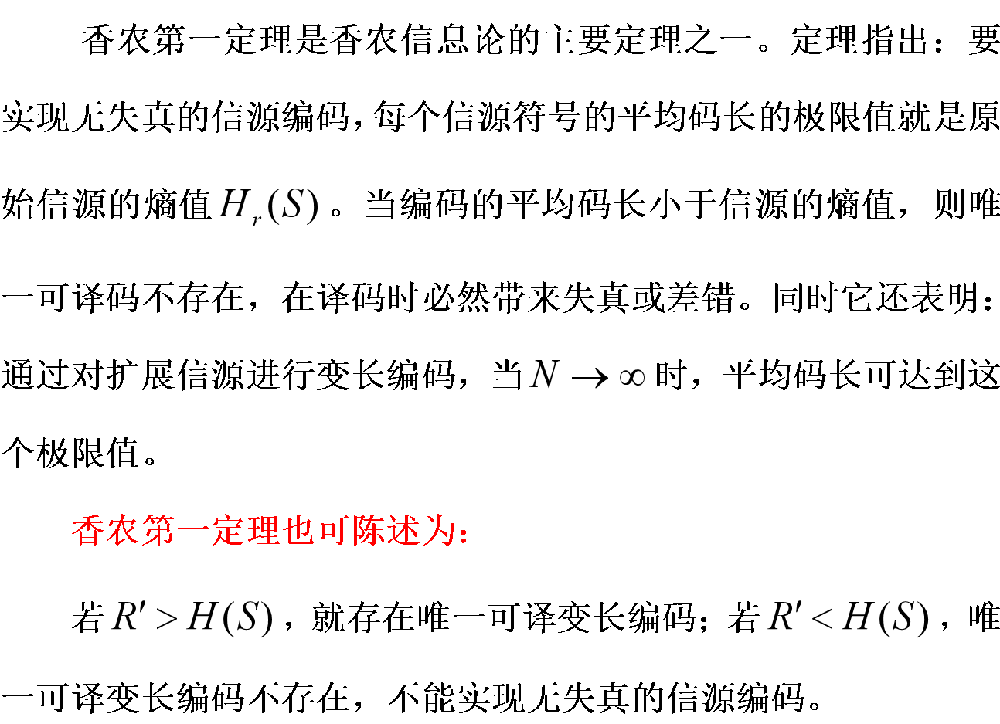 香农第一定理是香农信息论的主要定理之一。定理指出：要
实现无失真的信源编码，每个信源符号的平均码长的极限值就是原
始信源的熵值 H_r(S)。当编码的平均码长小于信源的熵值，则唯
一可译码不存在，在译码时必然带来失真或差错。同时它还表明：
通过对扩展信源进行变长编码，当 N → ∞ 时，平均码长可达到这
个极限值。
香农第一定理也可陈述为：
若 R′ > H(S)，就存在唯一可译变长编码；若 R′ < H(S)，唯
一可译变长编码不存在，不能实现无失真的信源编码。